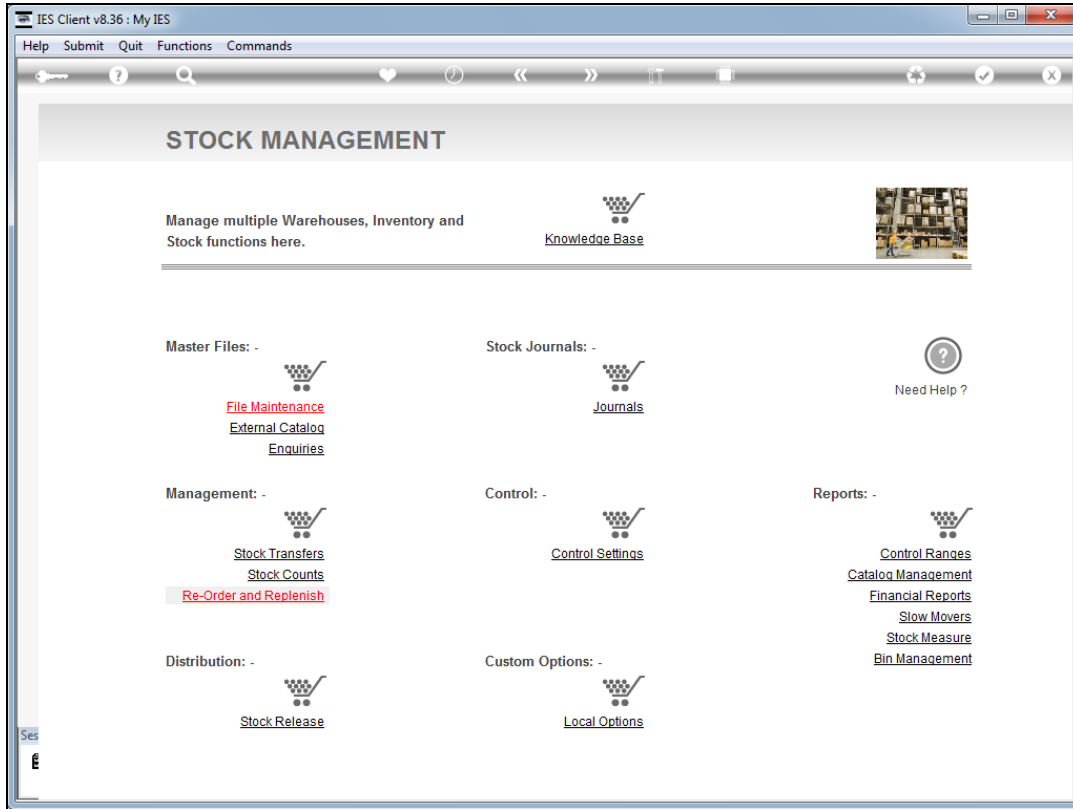 IES Client v8.36 : My IES
Help Submit Quit Functions Commands
STOCK MANAGEMENT
Manage multiple Warehouses, Inventory and
Stock functions here.
Knowledge Base
Master Files: -
File Maintenance
External Catalog
Enquiries
Stock Journals: -
Journals
Need Help ?
Management: -
Stock Transfers
Stock Counts
Re-Order and Replenish
Control: -
Control Settings
Reports: -
Control Ranges
Catalog Management
Financial Reports
Slow Movers
Stock Measure
Bin Management
Distribution: -
Stock Release
Custom Options: -
Local Options
Ses